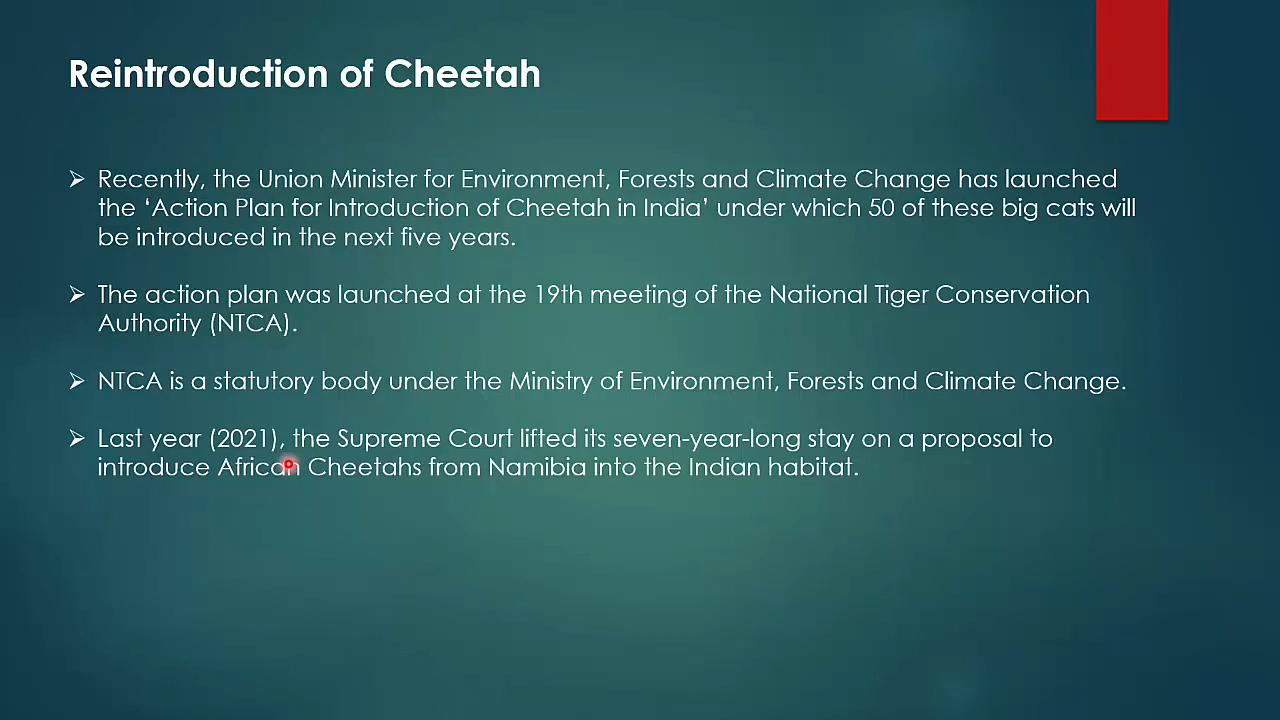 Reintroduction of Cheetah
➢ Recently, the Union Minister for Environment, Forests and Climate Change has launched
the ‘Action Plan for Introduction of Cheetah in India’ under which 50 of these big cats will
be introduced in the next five years.
➢ The action plan was launched at the 19th meeting of the National Tiger Conservation
Authority (NTCA).
➢ NTCA is a statutory body under the Ministry of Environment, Forests and Climate Change.
➢ Last year (2021), the Supreme Court lifted its seven-year-long stay on a proposal to
introduce African Cheetahs from Namibia into the Indian habitat.